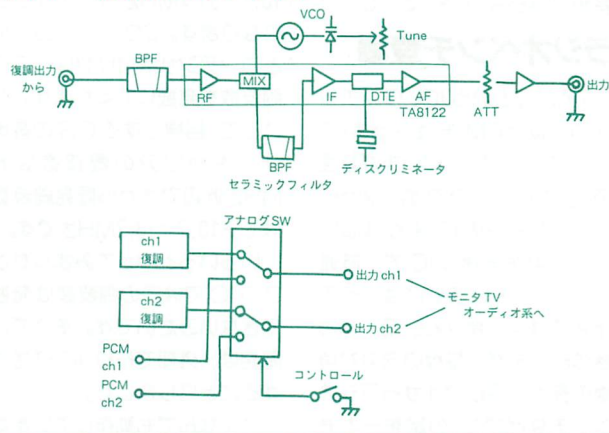 VCO
Tune
BPF
復調出力
から
RF
MIX
IF
DTE
AF
TA8122
ATT
出力
BPF
セラミックフィルタ
ディスクリミネータ
アナログSW
ch1
復調
ch2
復調
PCM
ch1
PCM
ch2
出力ch1
出力ch2
モニタTV
オーディオ系へ
コントロール